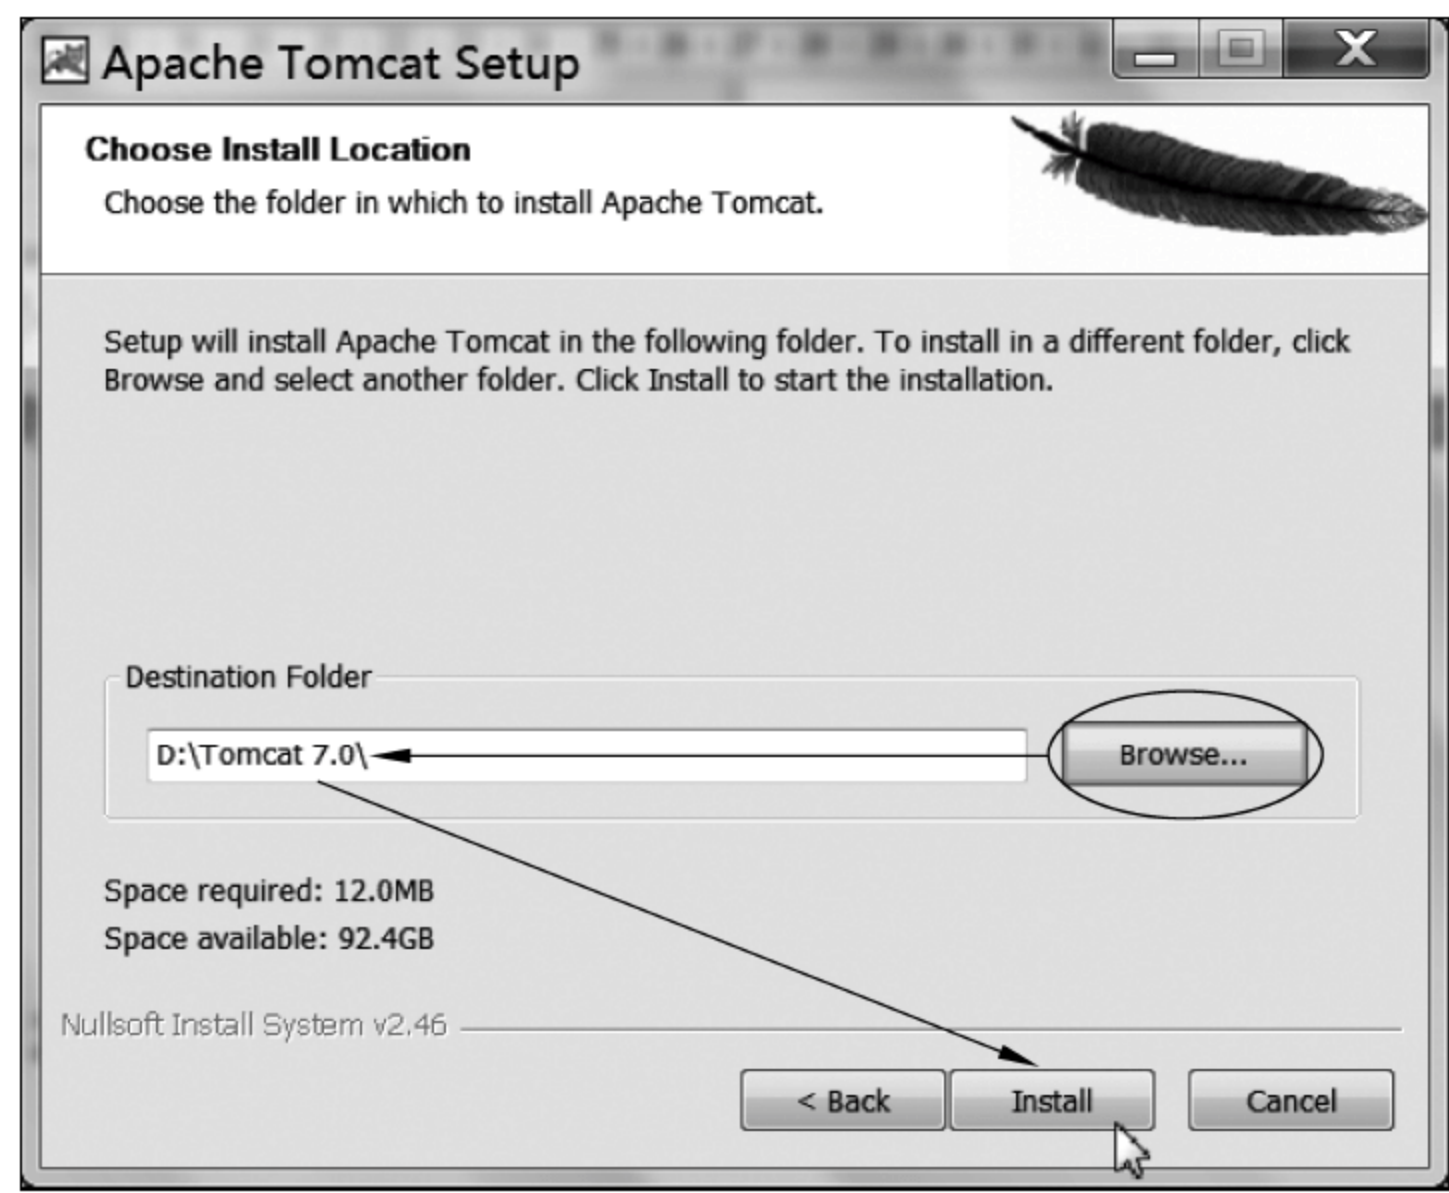 Apache Tomcat Setup
Choose Install Location
Choose the folder in which to install Apache Tomcat.
Setup will install Apache Tomcat in the following folder. To install in a different folder, click
Browse and select another folder. Click Install to start the installation.
Destination Folder
D:\Tomcat 7.0\
Browse...
Space required: 12.0MB
Space available: 92.4GB
Nullsoft Install System v2.46
< Back
Install
Cancel